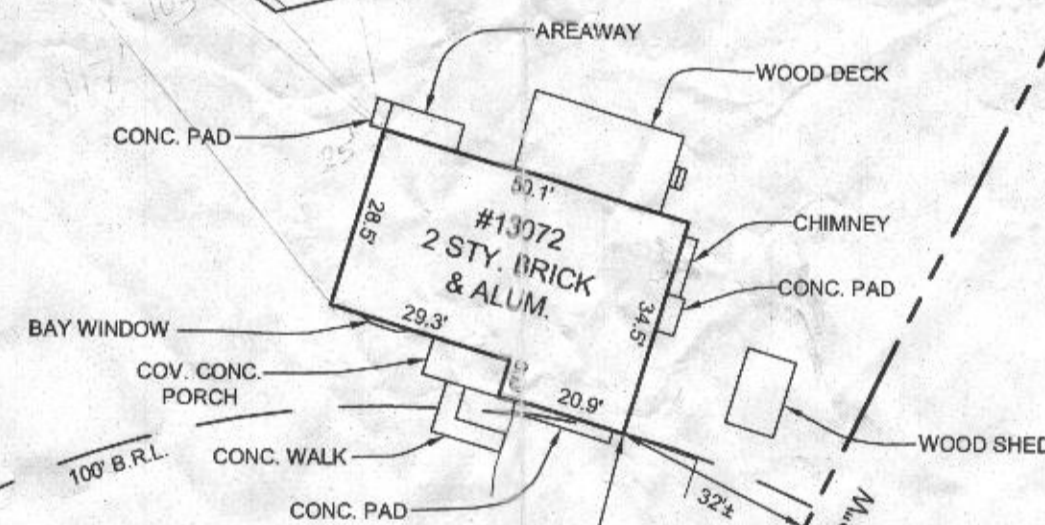 AREAWAY
WOOD DECK
CONC. PAD
25
50.1'
#13072
2 STY. BRICK
& ALUM.
28.5'
CHIMNEY
CONC. PAD
34.5'
29.3'
BAY WINDOW
COV. CONC.
PORCH
20.9'
WOOD SHED
100' B.R.L.
CONC. WALK
CONC. PAD
32'±